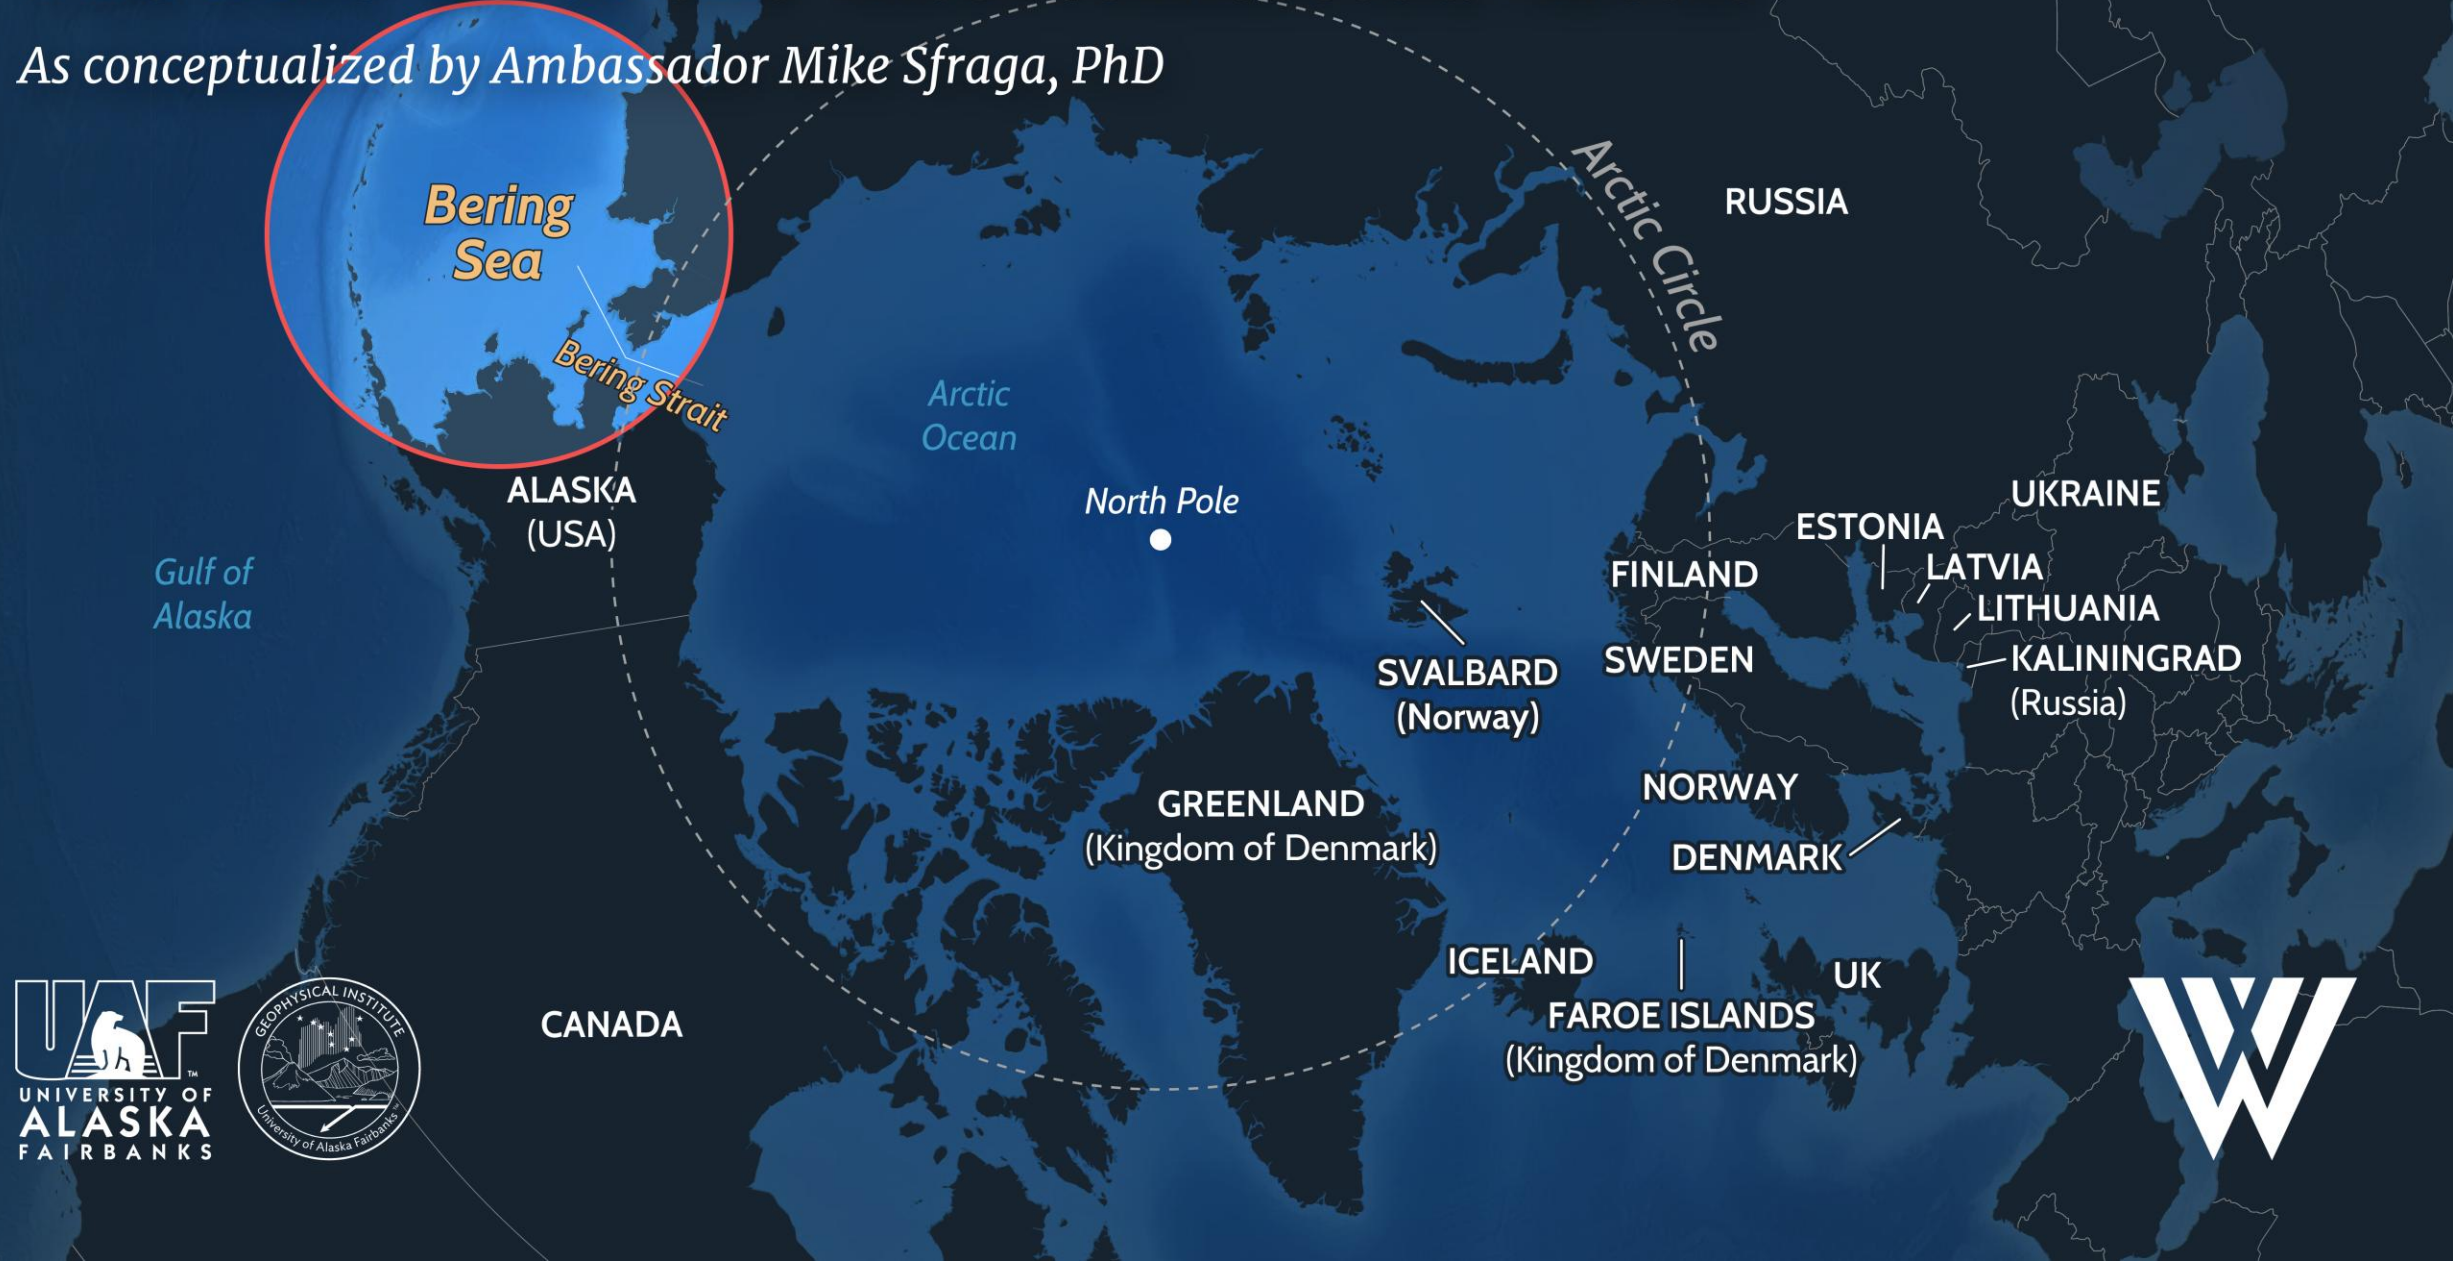 As conceptualized by Ambassador Mike Sfraga, PhD
Bering
Sea
Bering Strait
Arctic Circle
RUSSIA
Arctic
Ocean
North Pole
ALASKA
(USA)
Gulf of
Alaska
UKRAINE
ESTONIA
LATVIA
LITHUANIA
KALININGRAD
(Russia)
FINLAND
SWEDEN
SVALBARD
(Norway)
NORWAY
DENMARK
GREENLAND
(Kingdom of Denmark)
ICELAND
FAROE ISLANDS
(Kingdom of Denmark)
UK
CANADA
UAF
TM
UNIVERSITY OF
ALASKA
FAIRBANKS
GEOPHYSICAL INSTITUTE
University of Alaska Fairbanks
W